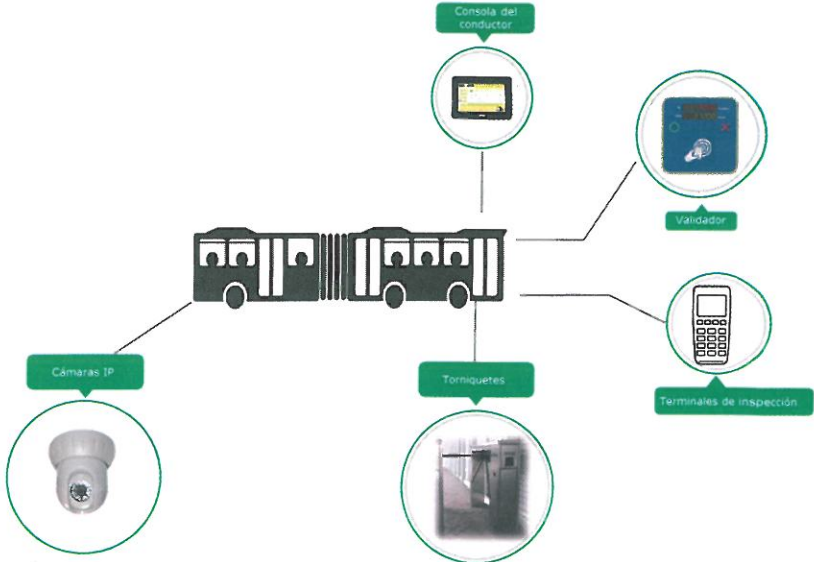 Consola del
conductor
Validador
Cámaras IP
Torniquetes
Terminales de inspección